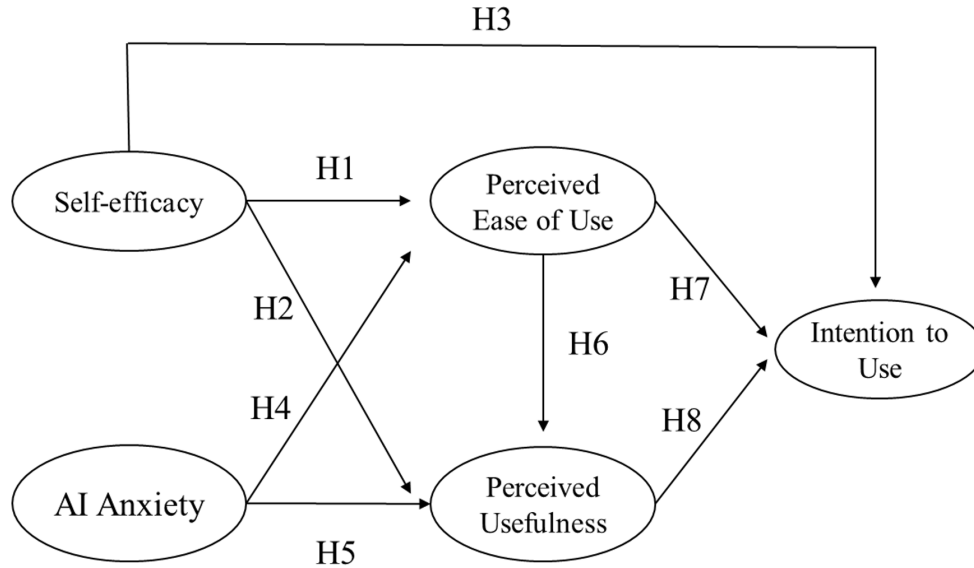 H3
H1
Self-efficacy
Perceived
Ease of Use
H2
H7
H6
Intention to
Use
H4
H8
AI Anxiety
Perceived
Usefulness
H5